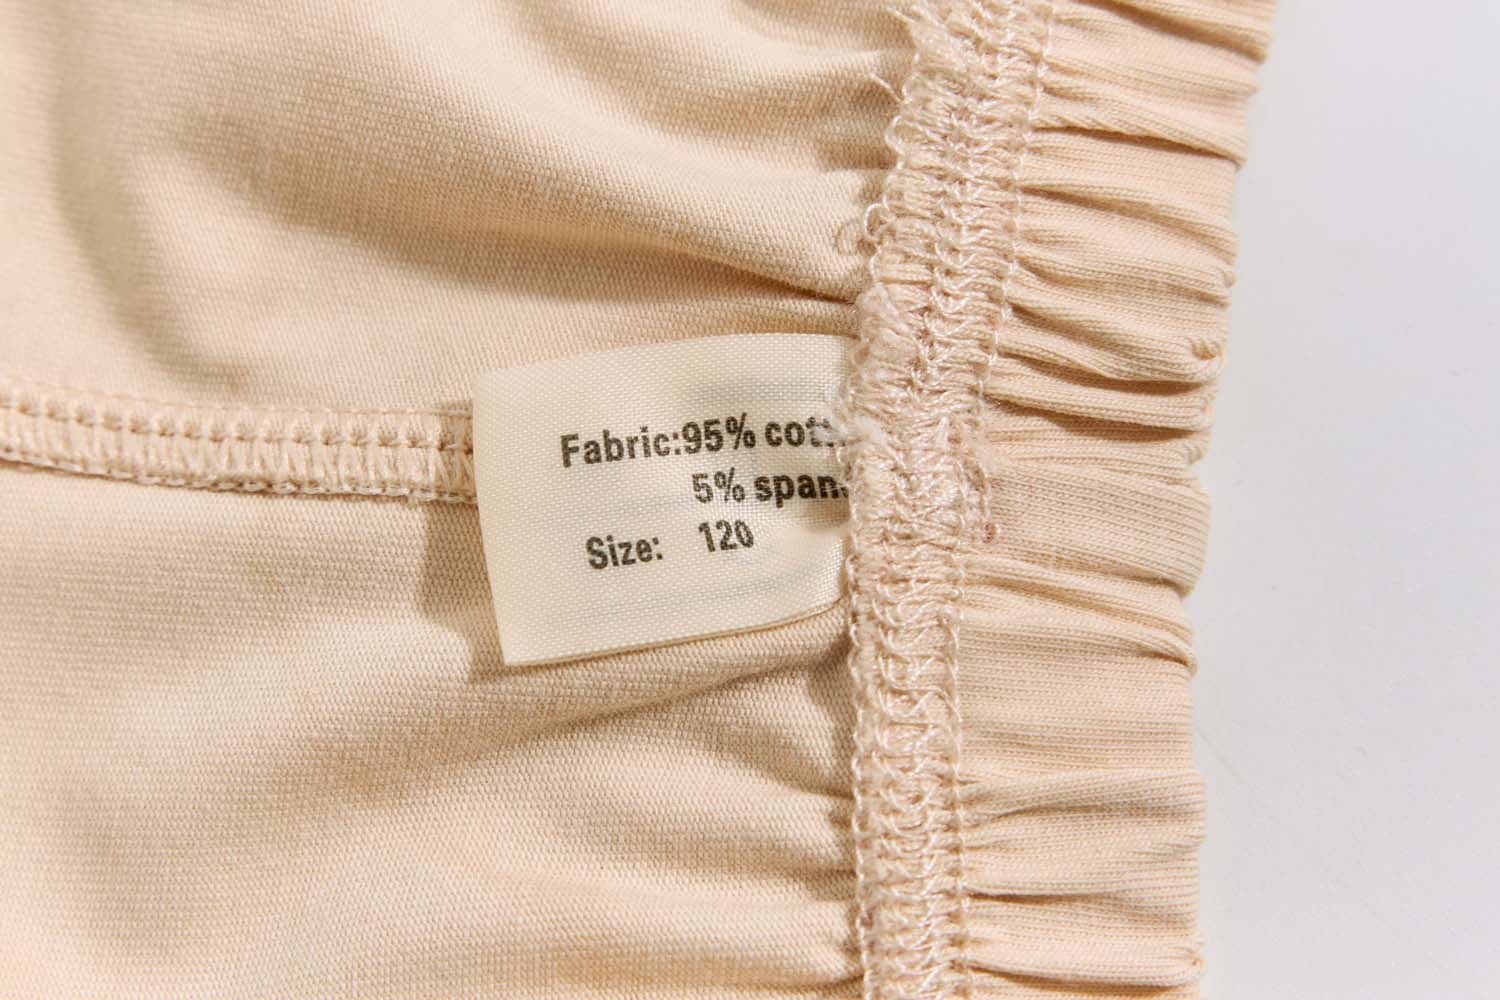 Fabric:95% cott
5% span
Size: 120